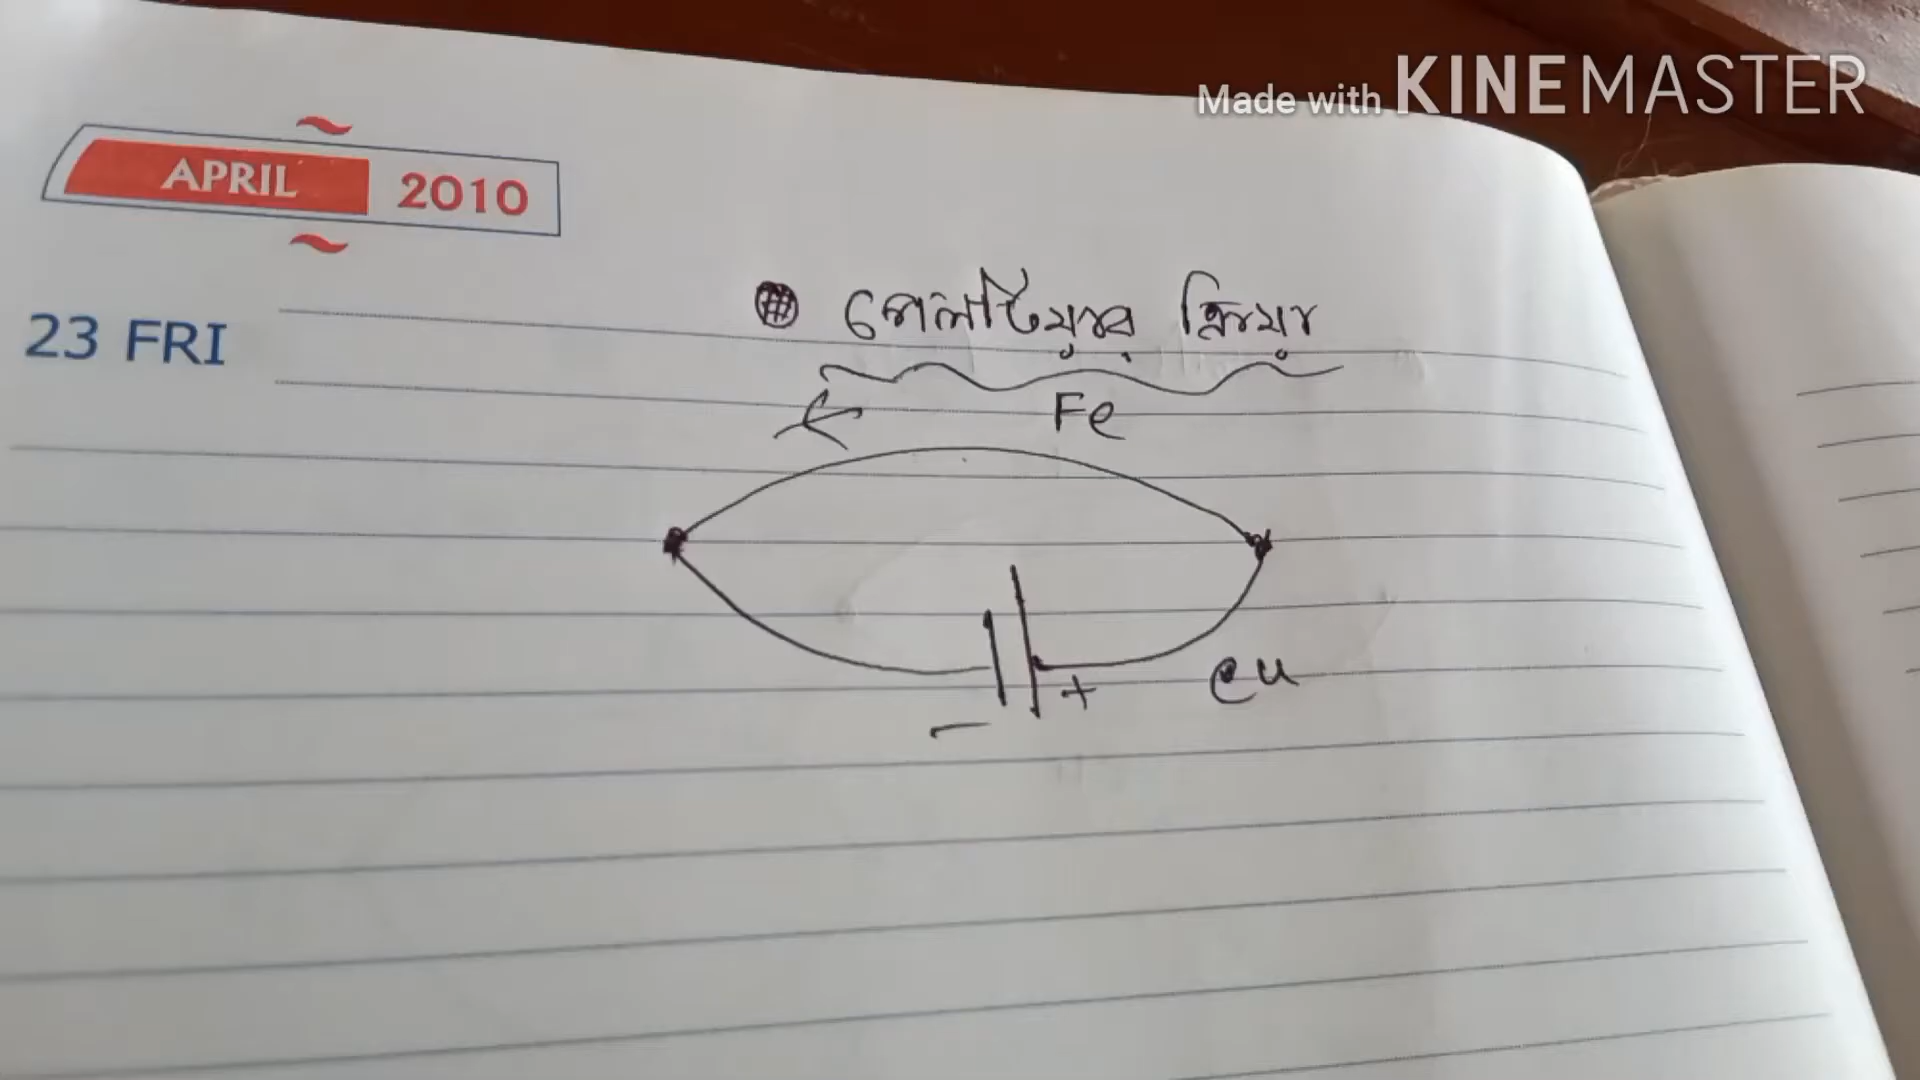 Made with KINEMASTER
APRIL 2010
23 FRI
পেলটিয়ার ক্রিয়া
Fe
- +
Cu